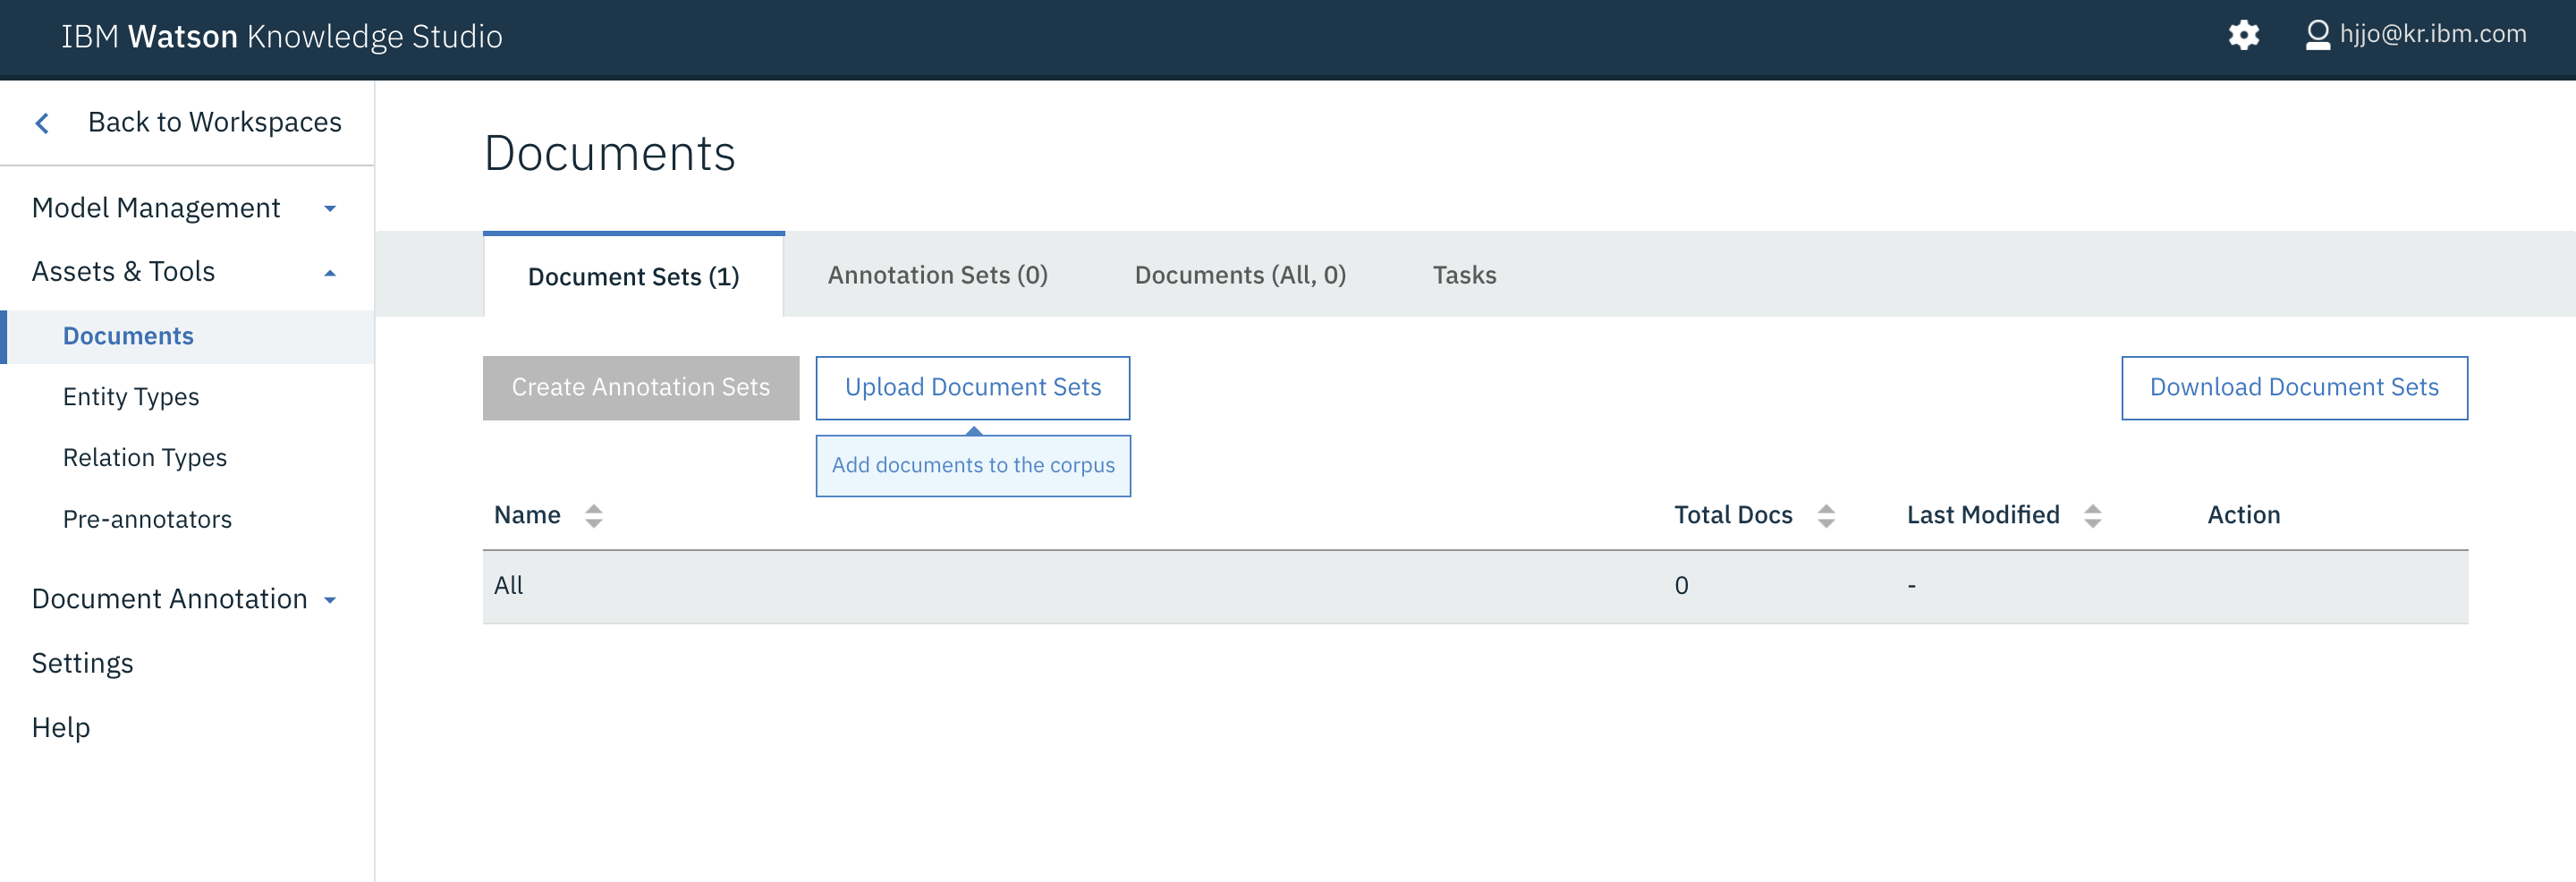 IBM Watson Knowledge Studio
hjjo@kr.ibm.com
Back to Workspaces
Model Management
Assets & Tools
Documents
Entity Types
Relation Types
Pre-annotators
Document Annotation
Settings
Help
Documents
Document Sets (1)
Annotation Sets (0)
Documents (All, 0)
Tasks
Create Annotation Sets
Upload Document Sets
Download Document Sets
Add documents to the corpus
Name
Total Docs
Last Modified
Action
All
0
-